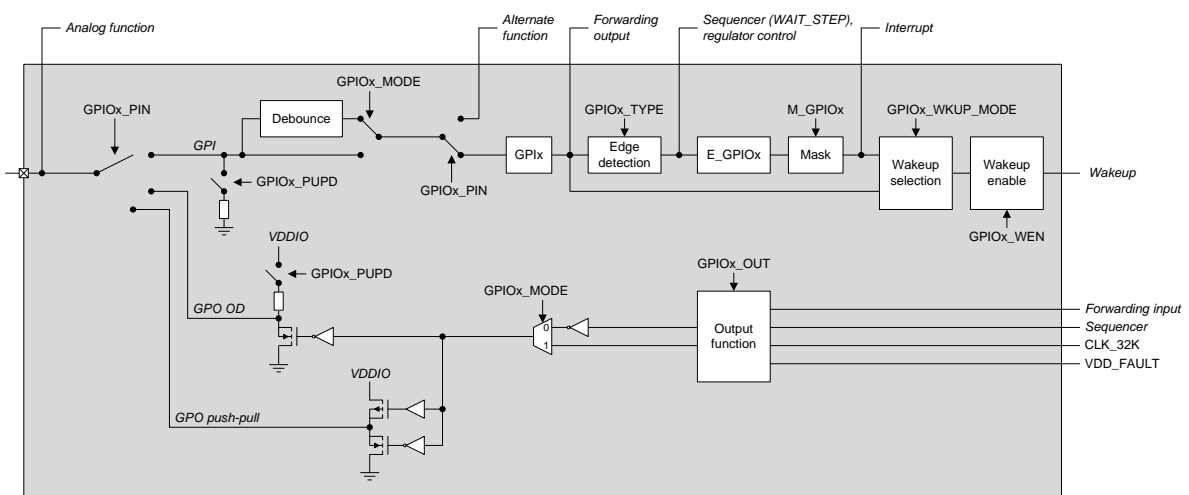 Analog function
Alternate
function
Forwarding
output
Sequencer (WAIT_STEP),
regulator control
Interrupt
GPIOx_PIN
GPIOx_MODE
Debounce
GPI
GPIOx_PUPD
GPIOx_PIN
GPIx
GPIOx_TYPE
Edge
detection
E_GPIOx
M_GPIOx
Mask
GPIOx_WKUP_MODE
Wakeup
selection
Wakeup
enable
Wakeup
GPIOx_WEN
VDDIO
GPIOx_PUPD
GPO OD
GPIOx_MODE
0
1
GPIOx_OUT
Output
function
Forwarding input
Sequencer
CLK_32K
VDD_FAULT
VDDIO
GPO push-pull